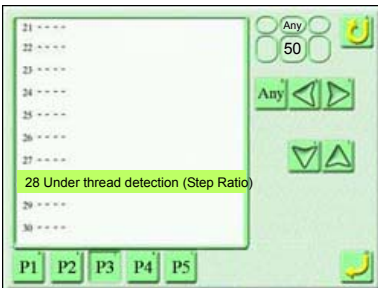 21 - - - -
22 - - - -
23 - - - -
24 - - - -
25 - - - -
26 - - - -
27 - - - -
28 Under thread detection (Step Ratio)
29 - - - -
30 - - - -
Any
50
Any
P1 P2 P3 P4 P5